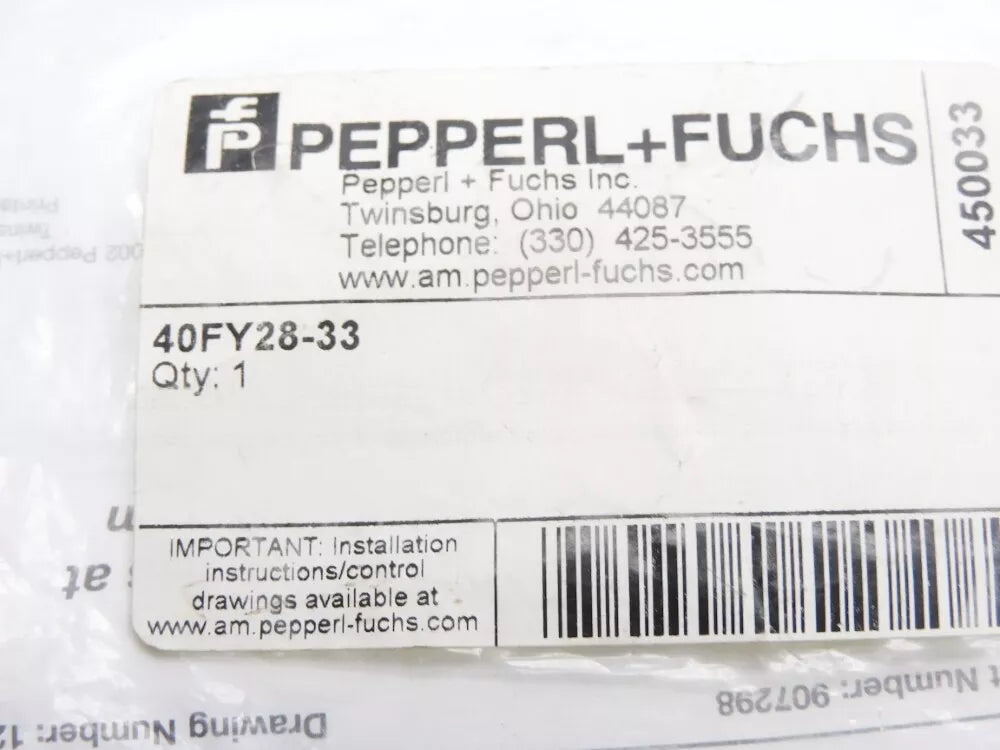 PEPPERL+FUCHS
Pepperl + Fuchs Inc.
Twinsburg, Ohio 44087
Telephone: (330) 425-3555
www.am.pepperl-fuchs.com
450033
40FY28-33
Qty: 1
IMPORTANT: Installation
instructions/control
drawings available at
www.am.pepperl-fuchs.com
at
Number: 907298
Drawing Number: 12